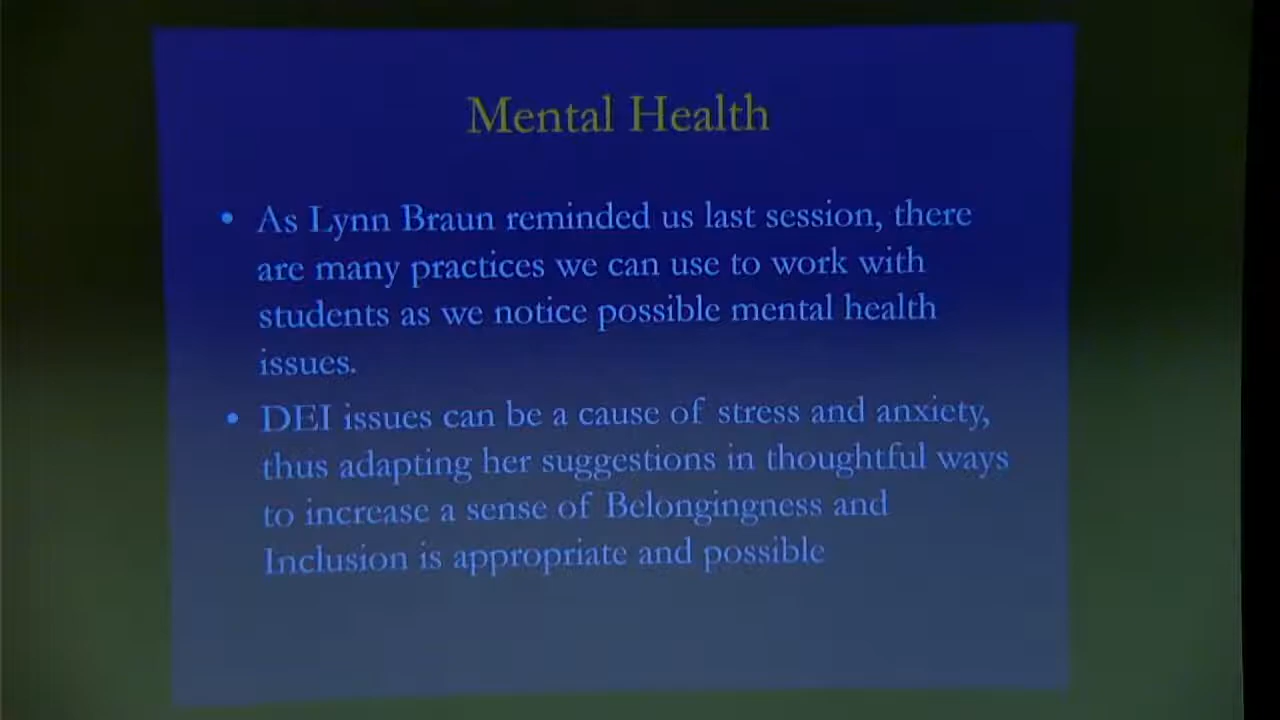 Mental Health
• As Lynn Braun reminded us last session, there
are many practices we can use to work with
students as we notice possible mental health
issues.
• DEI issues can be a cause of stress and anxiety,
thus adapting her suggestions in thoughtful ways
to increase a sense of Belongingness and
Inclusion is appropriate and possible